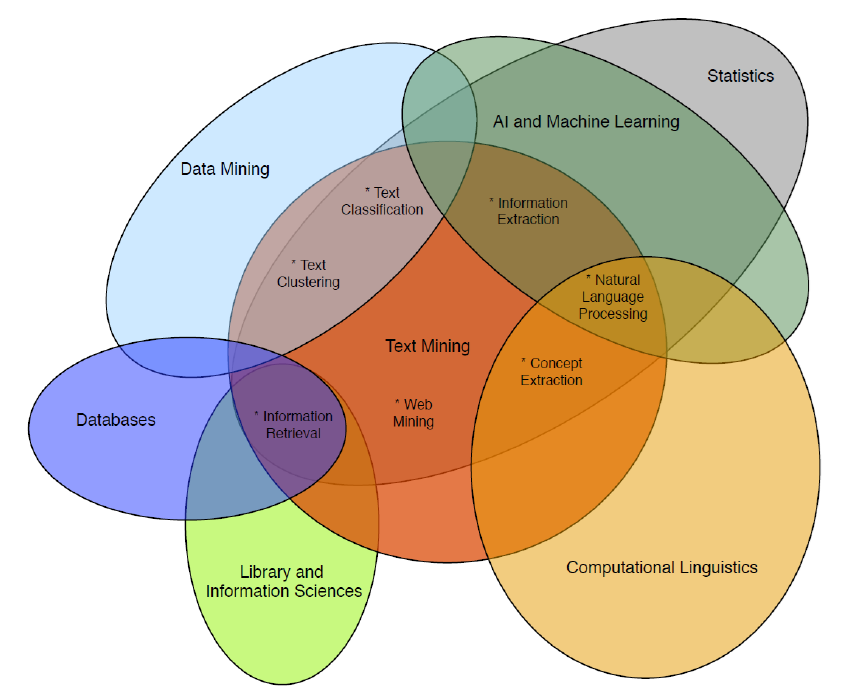 Statistics
AI and Machine Learning
Data Mining
* Text
Classification
* Information
Extraction
* Text
Clustering
* Natural
Language
Processing
Text Mining
* Concept
Extraction
* Web
Mining
Databases
* Information
Retrieval
Library and
Information Sciences
Computational Linguistics